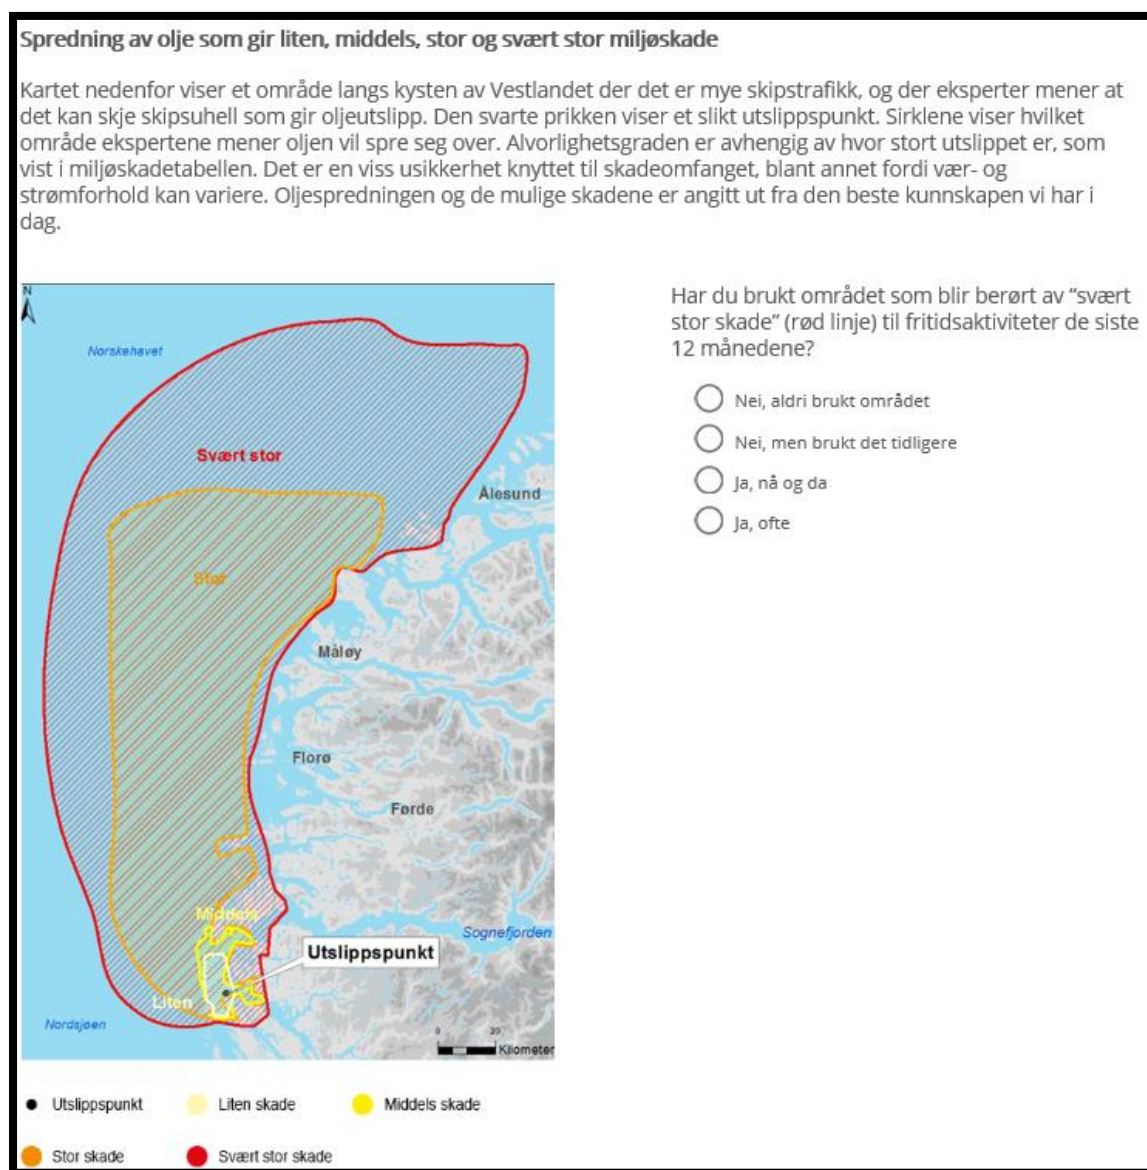 Spredning av olje som gir liten, middels, stor og svært stor miljøskade
Kartet nedenfor viser et område langs kysten av Vestlandet der det er mye skipstrafikk, og der eksperter mener at
det kan skje skipsuhell som gir oljeutslipp. Den svarte prikken viser et slikt utslippspunkt. Sirklene viser hvilket
område ekspertene mener oljen vil spre seg over. Alvorlighetsgraden er avhengig av hvor stort utslippet er, som
vist i miljøskadetabellen. Det er en viss usikkerhet knyttet til skadeomfanget, blant annet fordi vær- og
strømforhold kan variere. Oljespredningen og de mulige skadene er angitt ut fra den beste kunnskapen vi har i
dag.
N
Norskehavet
Svært stor
Ålesund
Stor
Måløy
Florø
Førde
Middels
Sognefjorden
Utslippspunkt
Liten
Nordsjøen
0 20
Kilometer
Har du brukt området som blir berørt av “svært
stor skade” (rød linje) til fritidsaktiviteter de siste
12 månedene?
Nei, aldri brukt området
Nei, men brukt det tidligere
Ja, nå og da
Ja, ofte
Utslippspunkt Liten skade Middels skade
Stor skade Svært stor skade